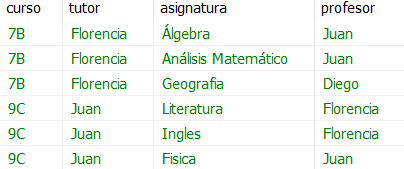 curso tutor asignatura profesor
7B Florencia Álgebra Juan
7B Florencia Análisis Matemático Juan
7B Florencia Geografia Diego
9C Juan Literatura Florencia
9C Juan Ingles Florencia
9C Juan Fisica Juan